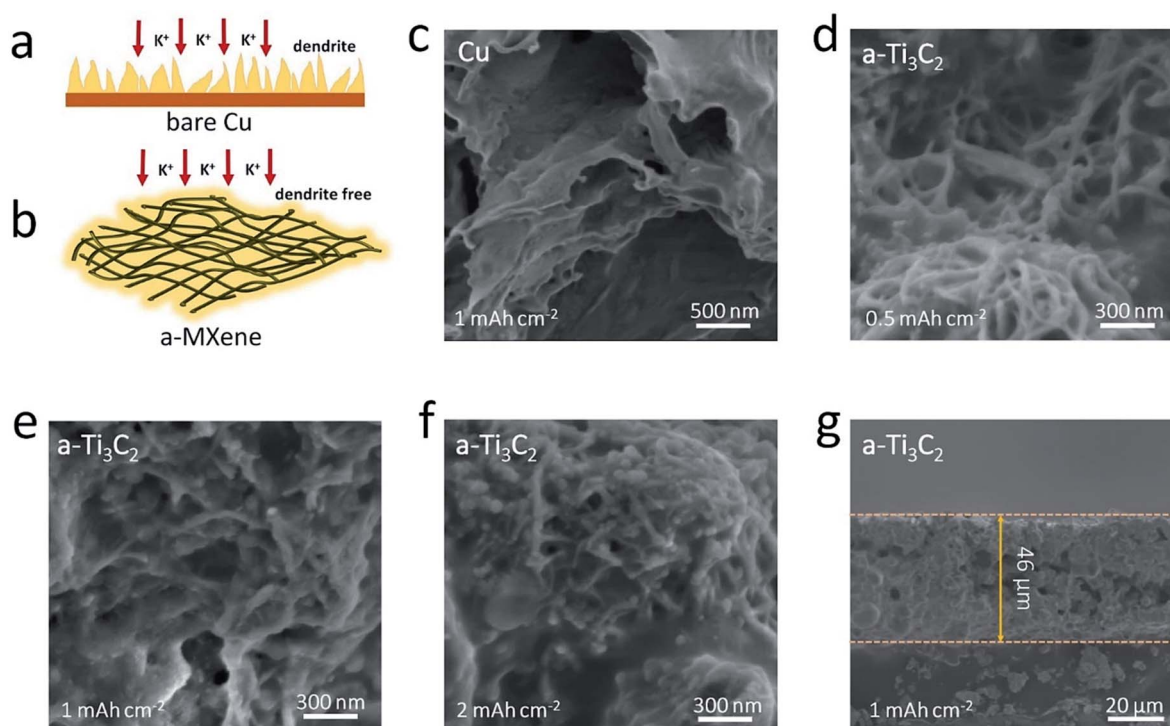 a
K⁺ K⁺ K⁺
dendrite
bare Cu
b
K⁺ K⁺ K⁺
dendrite free
a-MXene
c
Cu
1 mAh cm⁻²
500 nm
d
a-Ti₃C₂
0.5 mAh cm⁻²
300 nm
e
a-Ti₃C₂
1 mAh cm⁻²
300 nm
f
a-Ti₃C₂
2 mAh cm⁻²
300 nm
g
a-Ti₃C₂
46 μm
1 mAh cm⁻²
20 μm